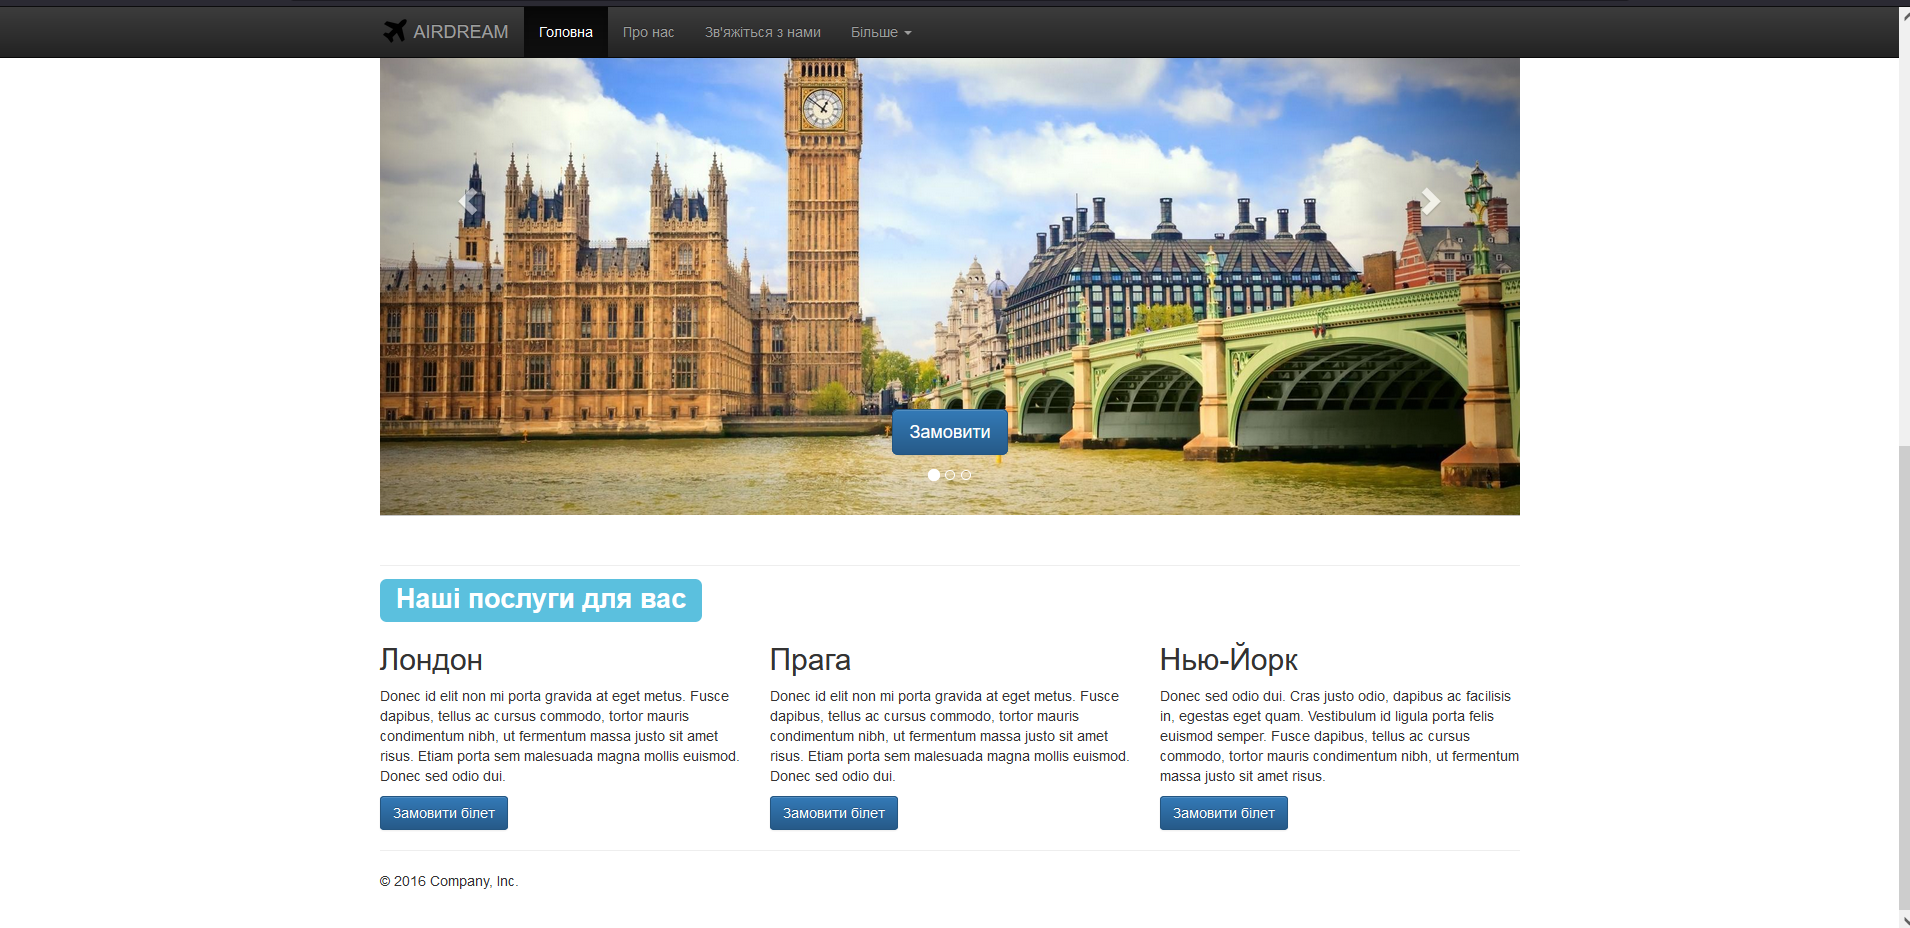 AIRDREAM Головна Про нас Зв'яжіться з нами Більше
Замовити
Наші послуги для вас
Лондон
Donec id elit non mi porta gravida at eget metus. Fusce
dapibus, tellus ac cursus commodo, tortor mauris
condimentum nibh, ut fermentum massa justo sit amet
risus. Etiam porta sem malesuada magna mollis euismod.
Donec sed odio dui.
Замовити білет
Прага
Donec id elit non mi porta gravida at eget metus. Fusce
dapibus, tellus ac cursus commodo, tortor mauris
condimentum nibh, ut fermentum massa justo sit amet
risus. Etiam porta sem malesuada magna mollis euismod.
Donec sed odio dui.
Замовити білет
Нью-Йорк
Donec sed odio dui. Cras justo odio, dapibus ac facilisis
in, egestas eget quam. Vestibulum id ligula porta felis
euismod semper. Fusce dapibus, tellus ac cursus
commodo, tortor mauris condimentum nibh, ut fermentum
massa justo sit amet risus.
Замовити білет
© 2016 Company, Inc.